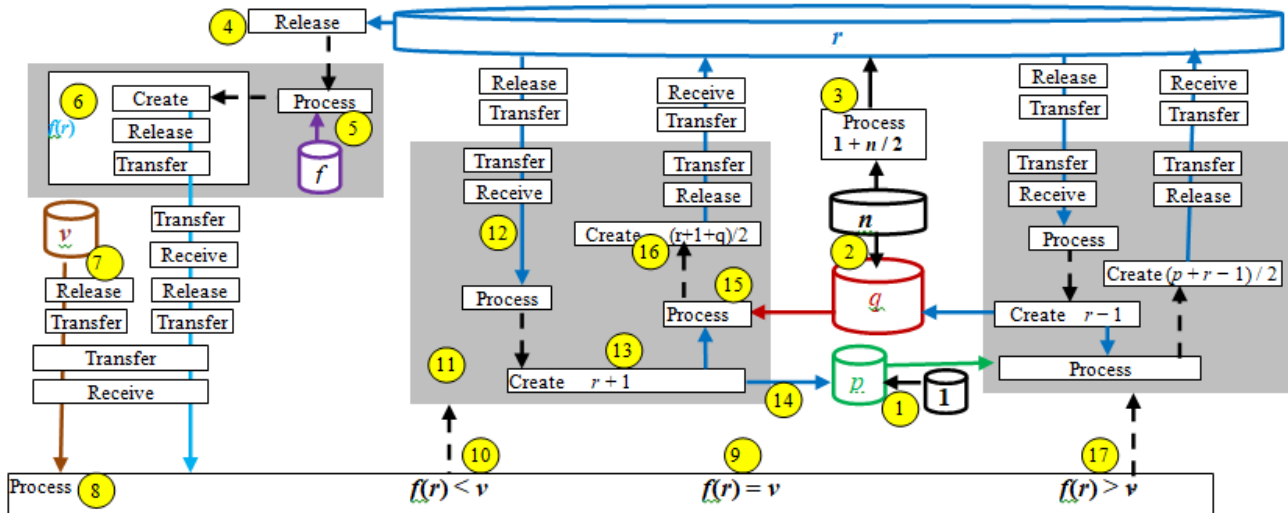 4
Release
r
6
Create
Release
Transfer
f(r)
Process
5
f
Release
Transfer
Receive
Transfer
3
Process
1 + n / 2
Release
Transfer
Receive
Transfer
v
7
Release
Transfer
Transfer
Receive
Release
Transfer
Transfer
Receive
Transfer
Receive
12
Process
Transfer
Release
Create (r+1+q)/2
16
15
Process
n
2
q
Transfer
Receive
Process
Transfer
Release
Create (p + r – 1) / 2
Create r – 1
Process
11
13
Create r + 1
14
p
1
1
Process 8
10
f(r) < v
9
f(r) = v
17
f(r) > v